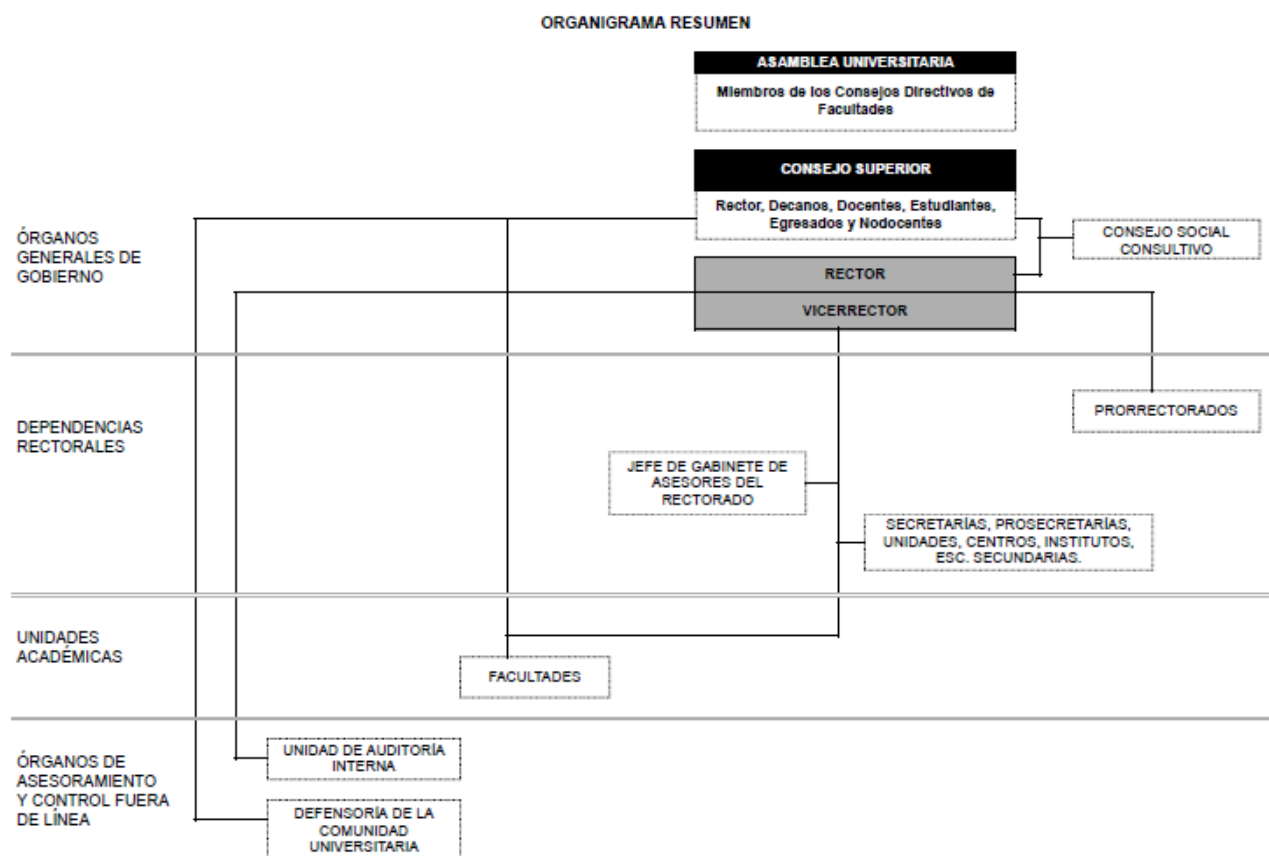 ORGANIGRAMA RESUMEN
ASAMBLEA UNIVERSITARIA
Miembros de los Consejos Directivos de
Facultades
CONSEJO SUPERIOR
Rector, Decanos, Docentes, Estudiantes,
Egresados y Nodocentes
ÓRGANOS
GENERALES DE
GOBIERNO
CONSEJO SOCIAL
CONSULTIVO
RECTOR
VICERRECTOR
DEPENDENCIAS
RECTORALES
PRORRECTORADOS
JEFE DE GABINETE DE
ASESORES DEL
RECTORADO
SECRETARÍAS, PROSECRETARÍAS,
UNIDADES, CENTROS, INSTITUTOS,
ESC. SECUNDARIAS.
UNIDADES
ACADÉMICAS
FACULTADES
ÓRGANOS DE
ASESORAMIENTO
Y CONTROL FUERA
DE LÍNEA
UNIDAD DE AUDITORÍA
INTERNA
DEFENSORÍA DE LA
COMUNIDAD
UNIVERSITARIA